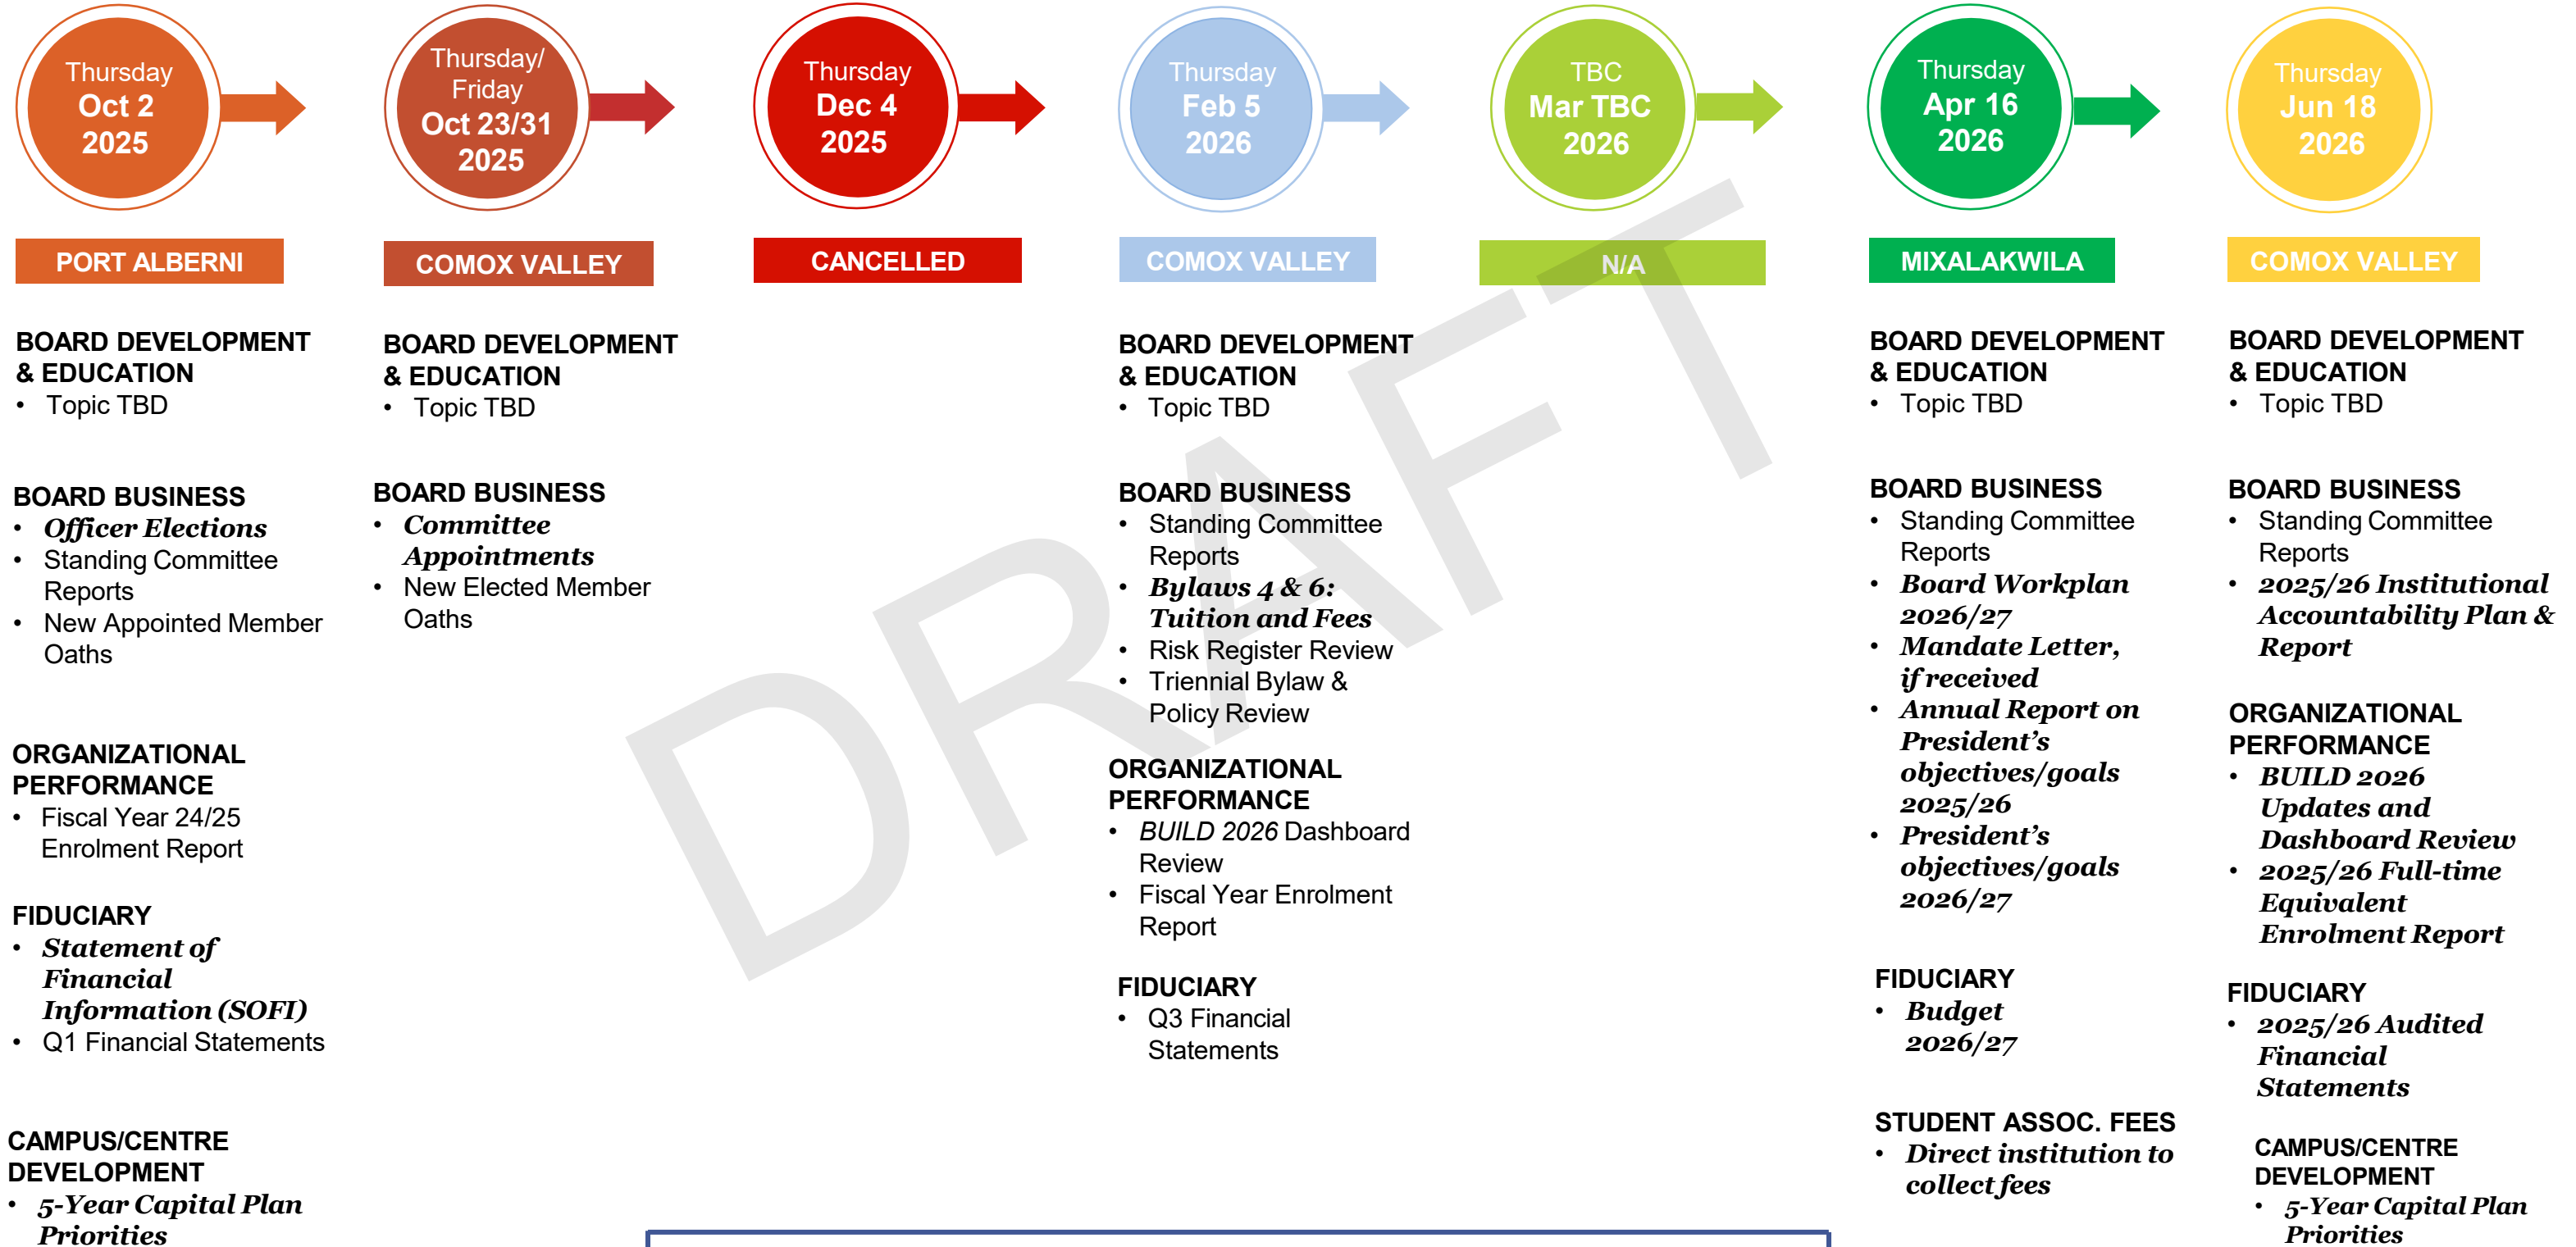 Thursday
Oct 2
2025
PORT ALBERNI
BOARD DEVELOPMENT
& EDUCATION
• Topic TBD
BOARD BUSINESS
• Officer Elections
• Standing Committee
Reports
• New Appointed Member
Oaths
ORGANIZATIONAL
PERFORMANCE
• Fiscal Year 24/25
Enrolment Report
FIDUCIARY
• Statement of
Financial
Information (SOFI)
• Q1 Financial Statements
CAMPUS/CENTRE
DEVELOPMENT
• 5-Year Capital Plan
Priorities
Thursday/
Friday
Oct 23/31
2025
COMOX VALLEY
BOARD DEVELOPMENT
& EDUCATION
• Topic TBD
BOARD BUSINESS
• Committee
Appointments
• New Elected Member
Oaths
Thursday
Dec 4
2025
CANCELLED
Thursday
Feb 5
2026
COMOX VALLEY
BOARD DEVELOPMENT
& EDUCATION
• Topic TBD
BOARD BUSINESS
• Standing Committee
Reports
• Bylaws 4 & 6:
Tuition and Fees
• Risk Register Review
• Triennial Bylaw &
Policy Review
ORGANIZATIONAL
PERFORMANCE
• BUILD 2026 Dashboard
Review
• Fiscal Year Enrolment
Report
FIDUCIARY
• Q3 Financial
Statements
TBC
Mar TBC
2026
N/A
Thursday
Apr 16
2026
MIXALAKWILA
BOARD DEVELOPMENT
& EDUCATION
• Topic TBD
BOARD BUSINESS
• Standing Committee
Reports
• Board Workplan
2026/27
• Mandate Letter,
if received
• Annual Report on
President’s
objectives/goals
2025/26
• President’s
objectives/goals
2026/27
FIDUCIARY
• Budget
2026/27
STUDENT ASSOC. FEES
• Direct institution to
collect fees
Thursday
Jun 18
2026
COMOX VALLEY
BOARD DEVELOPMENT
& EDUCATION
• Topic TBD
BOARD BUSINESS
• Standing Committee
Reports
• 2025/26 Institutional
Accountability Plan &
Report
ORGANIZATIONAL
PERFORMANCE
• BUILD 2026
Updates and
Dashboard Review
• 2025/26 Full-time
Equivalent
Enrolment Report
FIDUCIARY
• 2025/26 Audited
Financial
Statements
CAMPUS/CENTRE
DEVELOPMENT
• 5-Year Capital Plan
Priorities
DRAFT